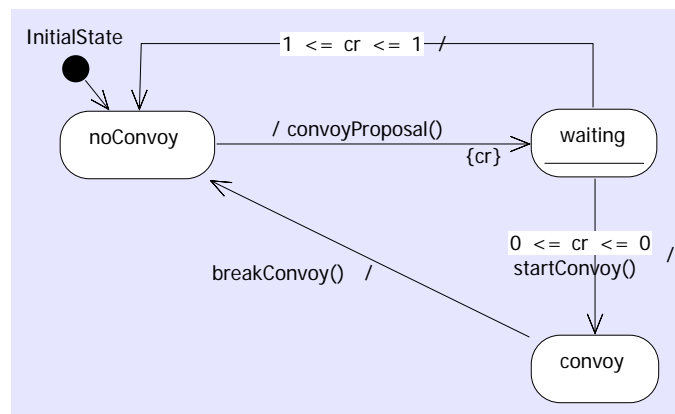 InitialState
1 <= cr <= 1 /
noConvoy
/ convoyProposal()
waiting
{cr}
0 <= cr <= 0
/
startConvoy()
breakConvoy() /
convoy